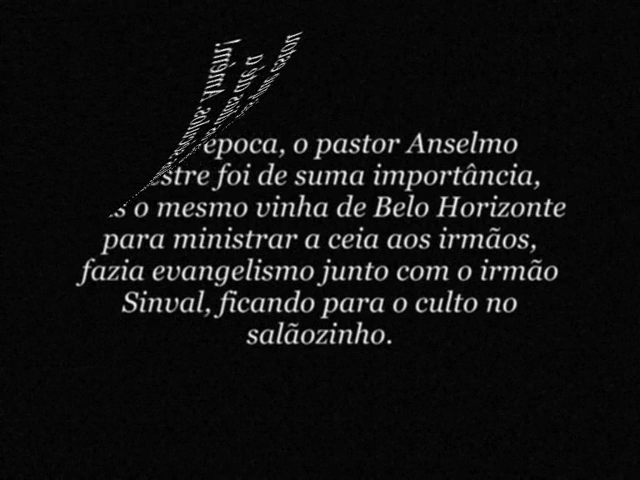 época, o pastor Anselmo
foi de suma importância,
o mesmo vinha de Belo Horizonte
para ministrar a ceia aos irmãos,
fazia evangelismo junto com o irmão
Sinval, ficando para o culto no
salãozinho.